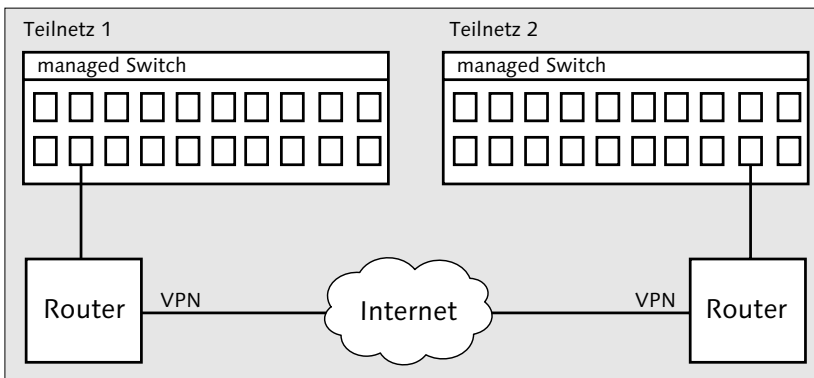 Teilnetz 1
Teilnetz 2
managed Switch
managed Switch
Router
VPN
Internet
VPN
Router